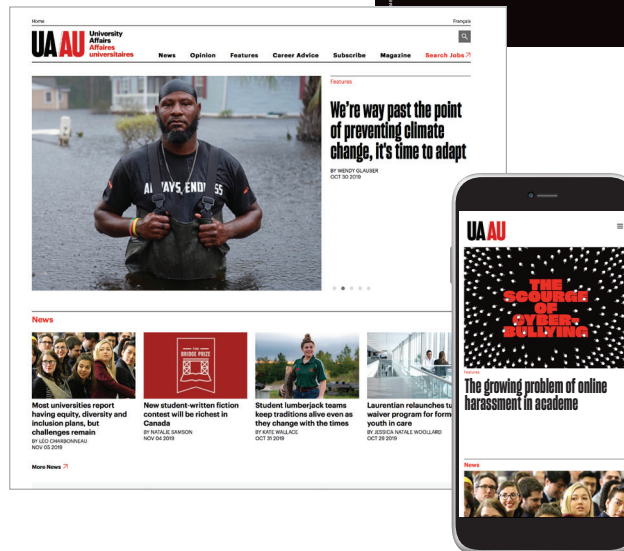 Home
Français
UA AU
University
Affairs
Affaires
universitaires
News Opinion Features Career Advice Subscribe Magazine Search Jobs
Features
We're way past the point
of preventing climate
change, it's time to adapt
BY WENDY GLAUSER
OCT 30 2019
News
THE
BRIDGE PRIZE
Most universities report
having equity, diversity and
inclusion plans, but
challenges remain
BY LÉO CHARBONNEAU
NOV 05 2019
New student-written fiction
contest will be richest in
Canada
BY NATALIE SAMSON
NOV 04 2019
Student lumberjack teams
keep traditions alive even as
they change with the times
BY KATE WALLACE
OCT 31 2019
Laurentian relaunches
waiver program for
youth in care
BY JESSICA NATALE WOOLLARD
OCT 29 2019
More News
UA AU
THE
SCOURGE
OF
CYBER-
BULLYING
Features
The growing problem of online
harassment in academe
News